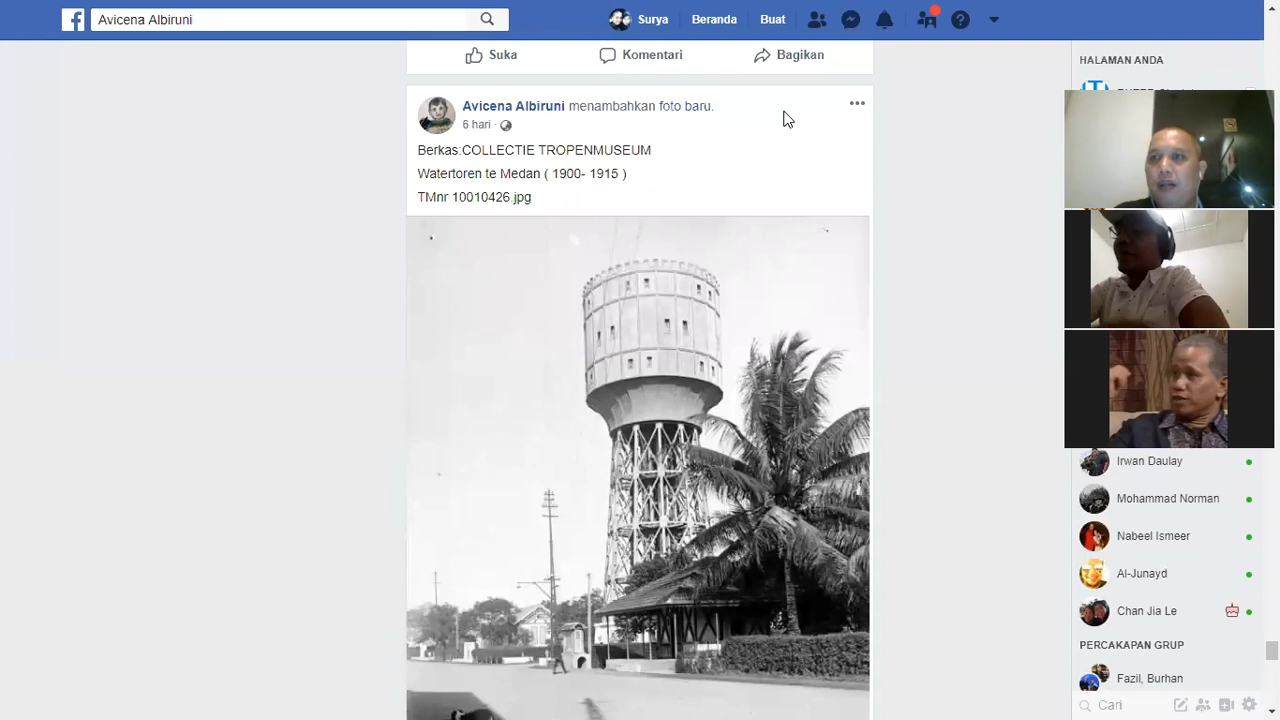 Avicena Albiruni
Surya
Beranda
Buat
Suka
Komentari
Bagikan
HALAMAN ANDA
Avicena Albiruni menambahkan foto baru.
6 hari ·
Berkas:COLLECTIE TROPENMUSEUM
Watertoren te Medan ( 1900- 1915 )
TMnr 10010426.jpg
Irwan Daulay
Mohammad Norman
Nabeel Ismeer
Al-Junayd
Chan Jia Le
PERCAKAPAN GRUP
Fazil, Burhan
Cari